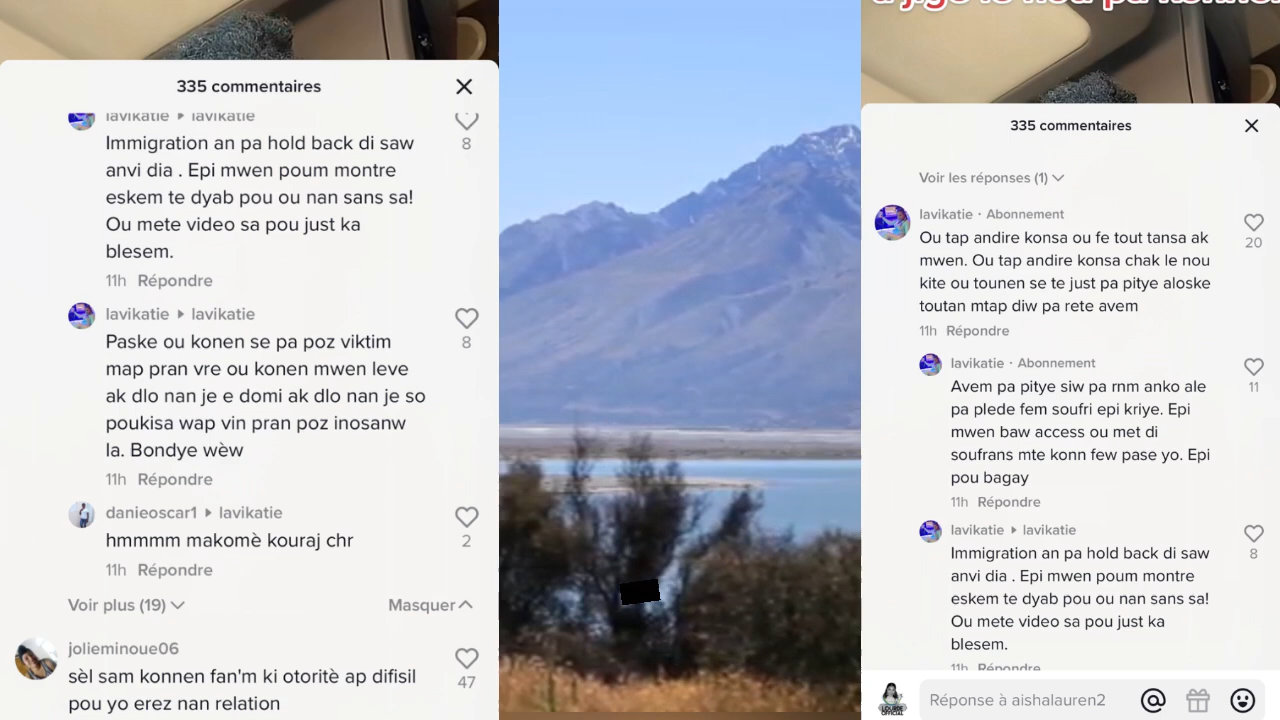 335 commentaires
lavikatie lavikatie
Immigration an pa hold back di saw
anvi dia . Epi mwen poum montre
eskem te dyab pou ou nan sans sa!
Ou mete video sa pou just ka
blesem.
8
11h Répondre
lavikatie lavikatie
Paske ou konen se pa poz viktim
map pran vre ou konen mwen leve
ak dlo nan je e domi ak dlo nan je so
poukisa wap vin pran poz inosanw
la. Bondye wèw
8
11h Répondre
danieoscar1 lavikatie
hmmmm makomè kouraj chr
2
11h Répondre
Voir plus (19) Masquer
jolieminoue06
sèl sam konnen fan'm ki otoritè ap difisil
pou yo erez nan relation
47
335 commentaires
Voir les réponses (1)
lavikatie · Abonnement
Ou tap andire konsa ou fe tout tansa ak
mwen. Ou tap andire konsa chak le nou
kite ou tounen se te just pa pitye aloske
toutan mtap diw pa rete avem
20
11h Répondre
lavikatie · Abonnement
Avem pa pitye siw pa rnm anko ale
pa plede fem soufri epi kriye. Epi
mwen baw access ou met di
soufrans mte konn few pase yo. Epi
pou bagay
11
11h Répondre
lavikatie lavikatie
Immigration an pa hold back di saw
anvi dia . Epi mwen poum montre
eskem te dyab pou ou nan sans sa!
Ou mete video sa pou just ka
blesem.
8
11h Répondre
Réponse à aishalauren2